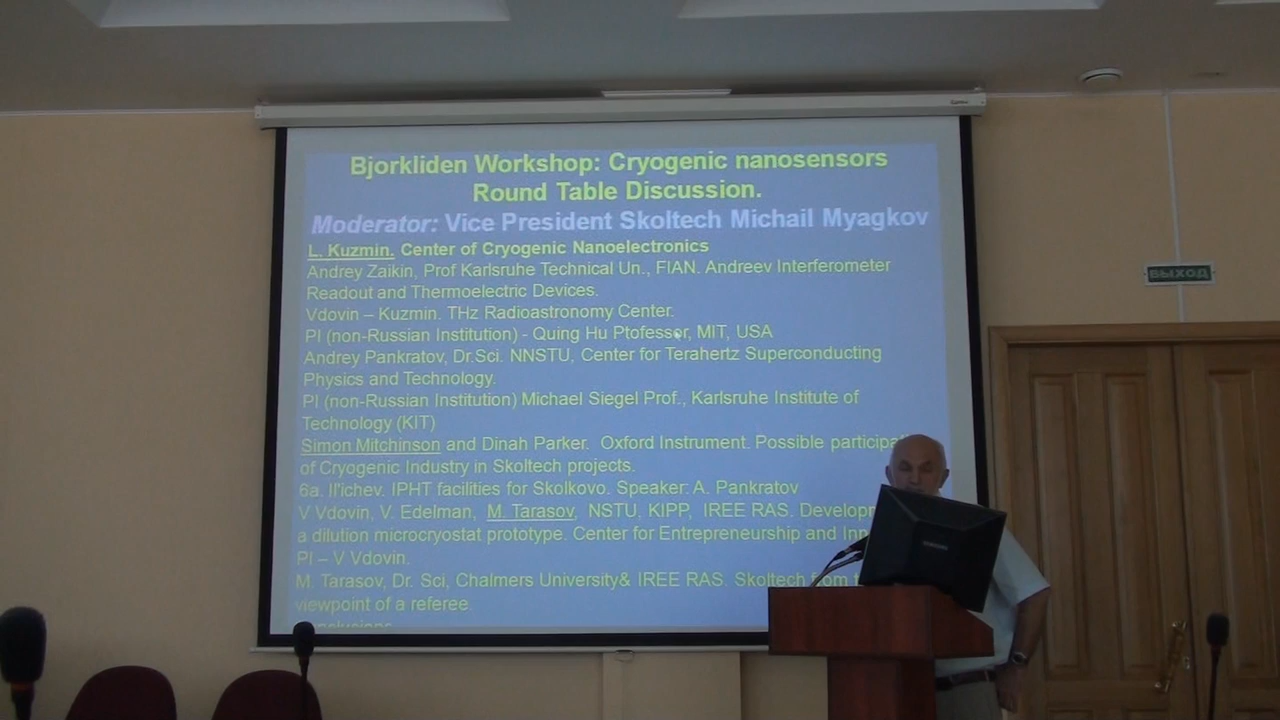 Bjorkliden Workshop: Cryogenic nanosensors
Round Table Discussion.
Moderator: Vice President Skoltech Michail Myagkov
L. Kuzmin. Center of Cryogenic Nanoelectronics
Andrey Zaikin, Prof Karlsruhe Technical Un., FIAN. Andreev Interferometer
Readout and Thermoelectric Devices.
Vdovin – Kuzmin. THz Radioastronomy Center.
PI (non-Russian Institution) - Quing Hu Ptofessor, MIT, USA
Andrey Pankratov, Dr.Sci. NNSTU, Center for Terahertz Superconducting
Physics and Technology.
PI (non-Russian Institution) Michael Siegel Prof., Karlsruhe Institute of
Technology (KIT)
Simon Mitchinson and Dinah Parker. Oxford Instrument. Possible
of Cryogenic Industry in Skoltech projects.
6a. Il'ichev. IPHT facilities for Skolkovo. Speaker: A. Pankratov
V Vdovin, V. Edelman, M. Tarasov, NSTU, KIPP, IREE RAS.
a dilution microcryostat prototype. Center for Entrepreneurship and
PI – V Vdovin.
M. Tarasov, Dr. Sci, Chalmers University& IREE RAS. Skoltech from
viewpoint of a referee.
ВЫХОД
SAMSUNG